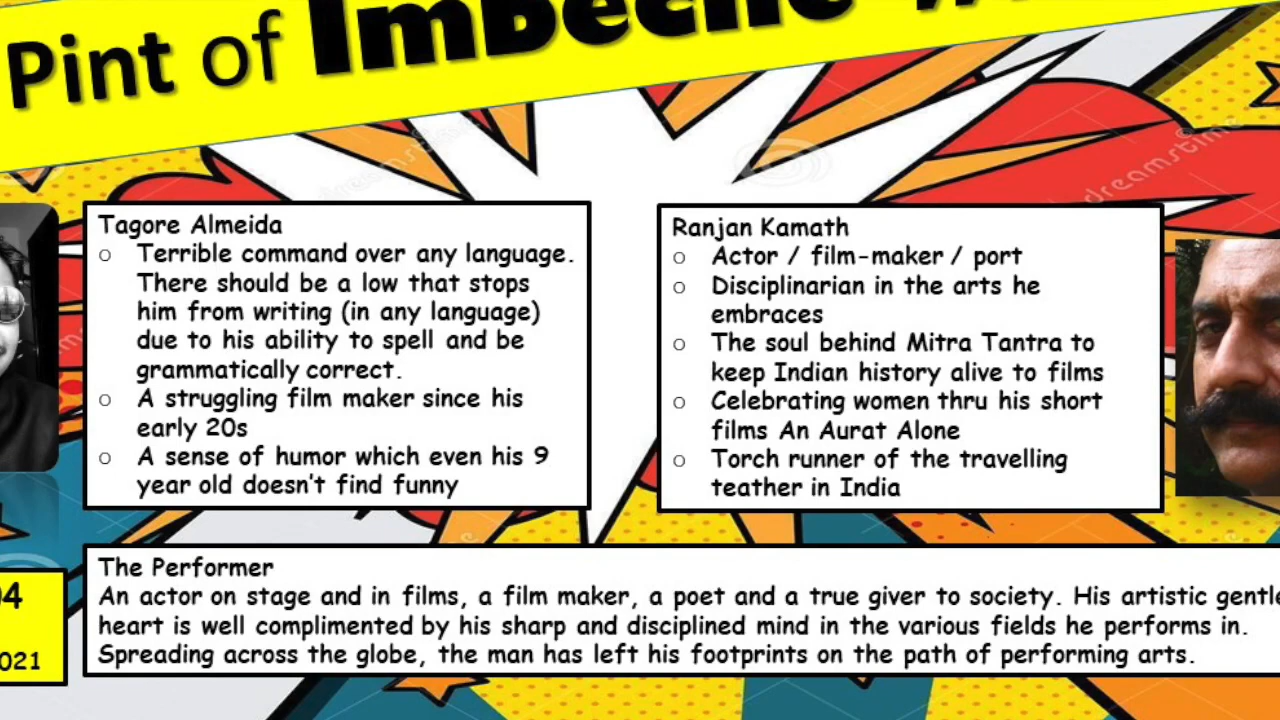 Pint of Imbecile
Tagore Almeida
o Terrible command over any language.
There should be a low that stops
him from writing (in any language)
due to his ability to spell and be
grammatically correct.
o A struggling film maker since his
early 20s
o A sense of humor which even his 9
year old doesn't find funny
Ranjan Kamath
o Actor / film-maker / port
o Disciplinarian in the arts he
embraces
o The soul behind Mitra Tantra to
keep Indian history alive to films
o Celebrating women thru his short
films An Aurat Alone
o Torch runner of the travelling
teather in India
The Performer
An actor on stage and in films, a film maker, a poet and a true giver to society. His artistic gentle
heart is well complimented by his sharp and disciplined mind in the various fields he performs in.
Spreading across the globe, the man has left his footprints on the path of performing arts.
04
021
dreamstime